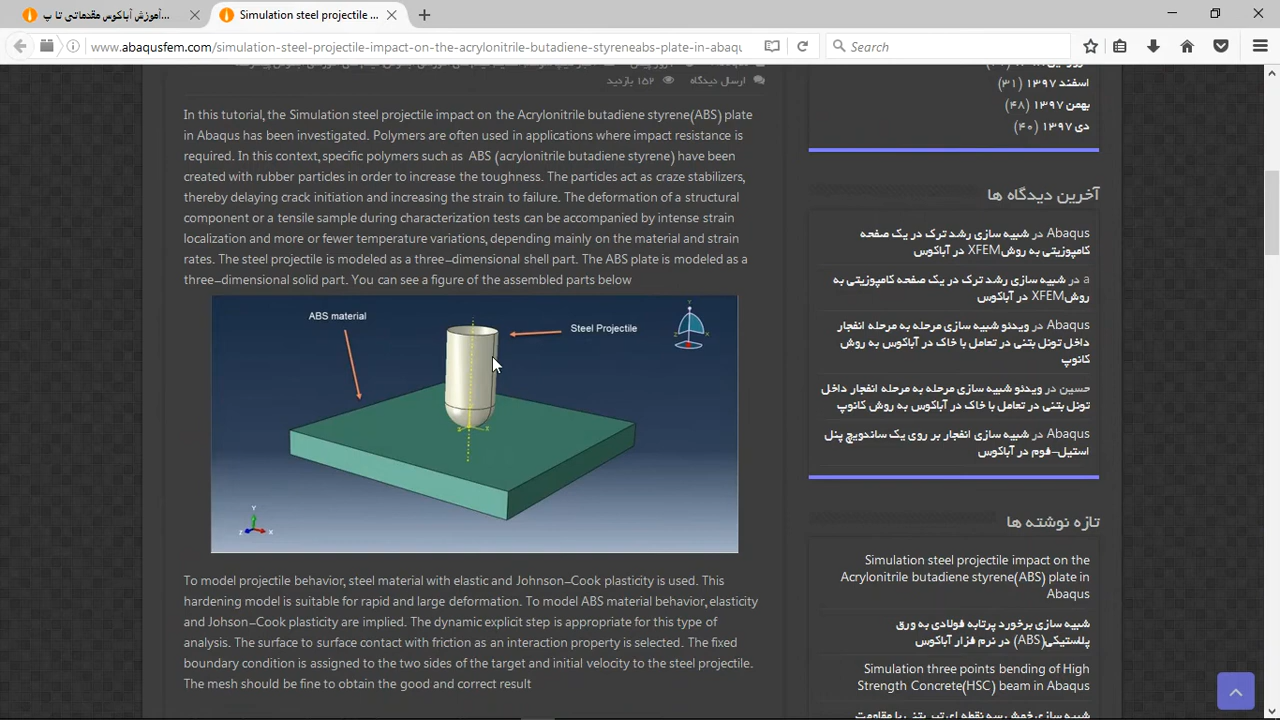 آموزش آباکوس مقدماتی تا پ...
Simulation steel projectile ...
www.abaqusfem.com/simulation-steel-projectile-impact-on-the-acrylonitrile-butadiene-styreneabs-plate-in-abaqu
Search
ارسال دیدگاه
۱۵۲ بازدید
In this tutorial, the Simulation steel projectile impact on the Acrylonitrile butadiene styrene(ABS) plate
in Abaqus has been investigated. Polymers are often used in applications where impact resistance is
required. In this context, specific polymers such as ABS (acrylonitrile butadiene styrene) have been
created with rubber particles in order to increase the toughness. The particles act as craze stabilizers,
thereby delaying crack initiation and increasing the strain to failure. The deformation of a structural
component or a tensile sample during characterization tests can be accompanied by intense strain
localization and more or fewer temperature variations, depending mainly on the material and strain
rates. The steel projectile is modeled as a three-dimensional shell part. The ABS plate is modeled as a
three-dimensional solid part. You can see a figure of the assembled parts below
ABS material
Steel Projectile
Y
X
Z
Y
Z
X
To model projectile behavior, steel material with elastic and Johnson-Cook plasticity is used. This
hardening model is suitable for rapid and large deformation. To model ABS material behavior, elasticity
and Johson-Cook plasticity are implied. The dynamic explicit step is appropriate for this type of
analysis. The surface to surface contact with friction as an interaction property is selected. The fixed
boundary condition is assigned to the two sides of the target and initial velocity to the steel projectile.
The mesh should be fine to obtain the good and correct result
اسفند ۱۳۹۷ (۳۱)
بهمن ۱۳۹۷ (۴۸)
دی ۱۳۹۷ (۴۰)
آخرین دیدگاه ها
Abaqus در شبیه سازی رشد ترک در یک صفحه
کامپوزیتی به روشXFEM در آباکوس
a در شبیه سازی رشد ترک در یک صفحه کامپوزیتی به
روشXFEM در آباکوس
Abaqus در ویدئو شبیه سازی مرحله به مرحله انفجار
داخل تونل بتنی در تعامل با خاک در آباکوس به روش
کانوپ
حسین در ویدئو شبیه سازی مرحله به مرحله انفجار داخل
تونل بتنی در تعامل با خاک در آباکوس به روش کانوپ
Abaqus در شبیه سازی انفجار بر روی یک ساندویچ پنل
استیل-فوم در آباکوس
تازه نوشته ها
Simulation steel projectile impact on the
Acrylonitrile butadiene styrene(ABS) plate in
Abaqus
شبیه سازی برخورد پرتابه فولادی به ورق
پلاستیکی(ABS) در نرم افزار آباکوس
Simulation three points bending of High
Strength Concrete(HSC) beam in Abaqus
شبیه سازی خمش سه نقطه ای تیر بتنی با مقاومت